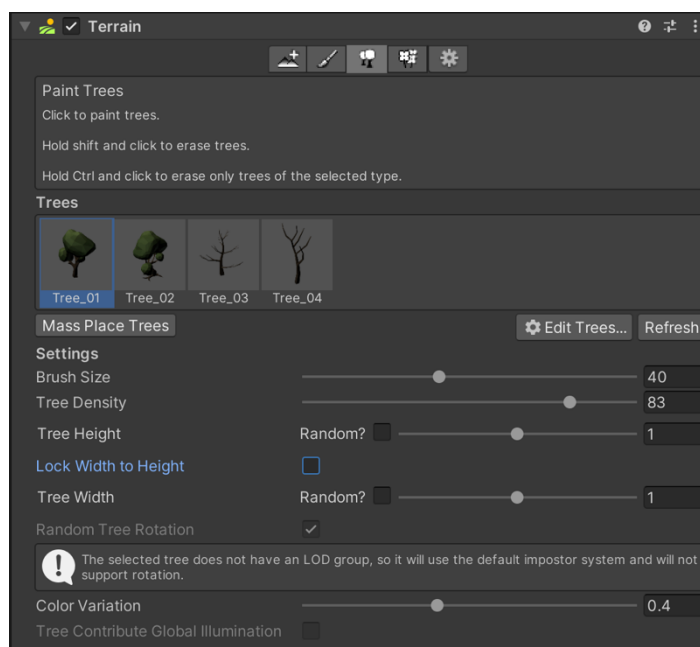 Terrain
Paint Trees
Click to paint trees.
Hold shift and click to erase trees.
Hold Ctrl and click to erase only trees of the selected type.
Trees
Tree_01 Tree_02 Tree_03 Tree_04
Mass Place Trees Edit Trees... Refresh
Settings
Brush Size 40
Tree Density 83
Tree Height Random? 1
Lock Width to Height
Tree Width Random? 1
Random Tree Rotation
The selected tree does not have an LOD group, so it will use the default impostor system and will not
support rotation.
Color Variation 0.4
Tree Contribute Global Illumination